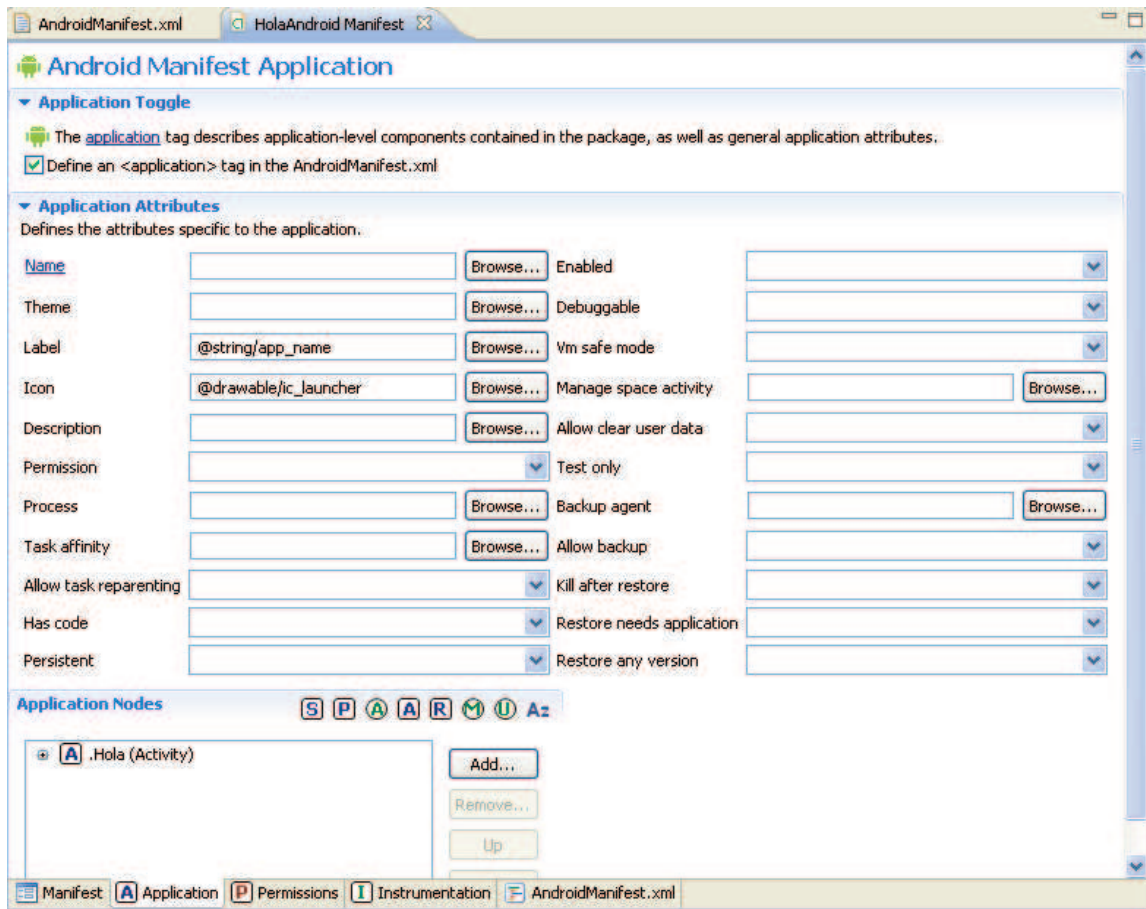 AndroidManifest.xml HolaAndroid Manifest
Android Manifest Application
Application Toggle
The application tag describes application-level components contained in the package, as well as general application attributes.
Define an <application> tag in the AndroidManifest.xml
Application Attributes
Defines the attributes specific to the application.
Name Browse... Enabled
Theme Browse... Debuggable
Label @string/app_name Browse... Vm safe mode
Icon @drawable/ic_launcher Browse... Manage space activity Browse...
Description Browse... Allow clear user data
Permission Test only
Process Browse... Backup agent Browse...
Task affinity Browse... Allow backup
Allow task reparenting Kill after restore
Has code Restore needs application
Persistent Restore any version
Application Nodes S P A A R M U Az
A .Hola (Activity) Add...
Remove...
Up
Manifest A Application P Permissions I Instrumentation AndroidManifest.xml